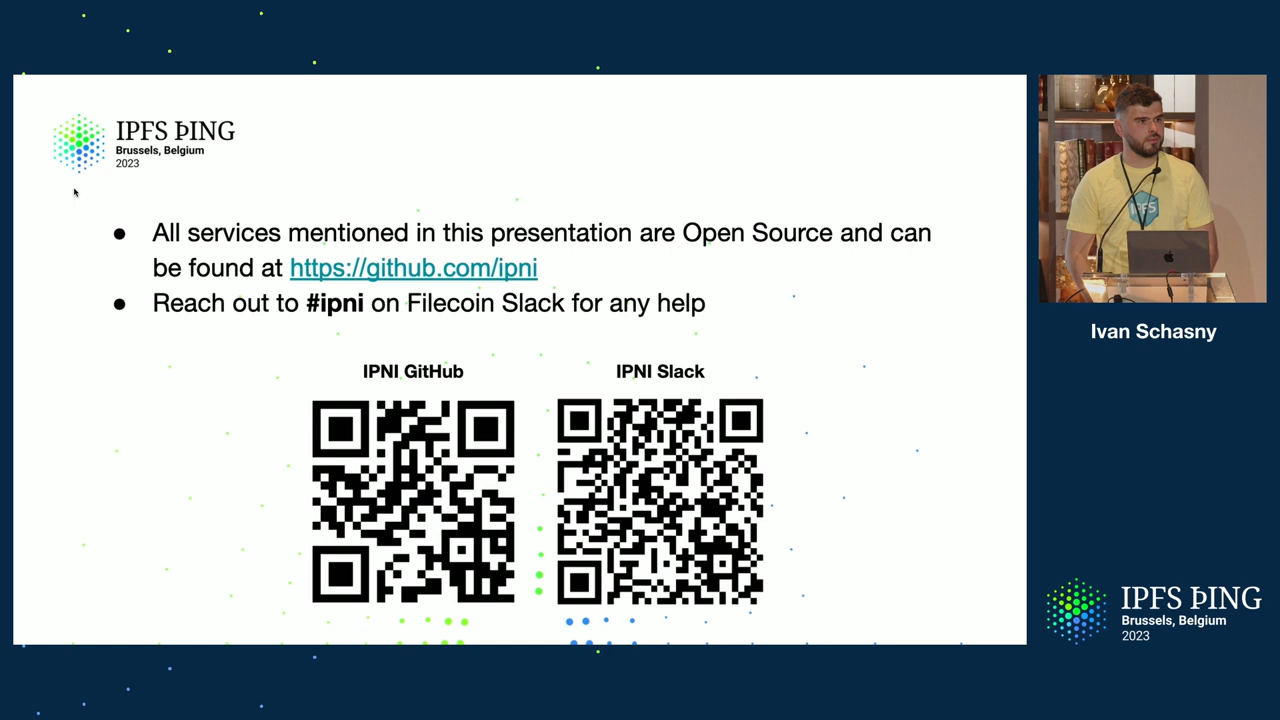 IPFS ÞING
Brussels, Belgium
2023
● All services mentioned in this presentation are Open Source and can
be found at https://github.com/ipni
● Reach out to #ipni on Filecoin Slack for any help
IPNI GitHub
IPNI Slack
IPFS
Ivan Schasny
IPFS ÞING
Brussels, Belgium
2023